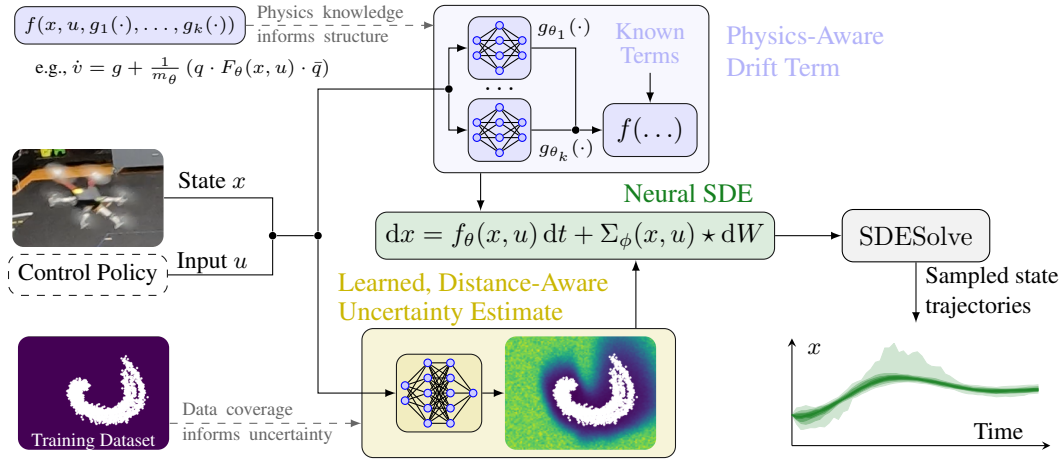 f(x, u, g₁(·), . . . , gₖ(·))
Physics knowledge
informs structure
e.g., v̇ = g + 1/m_θ (q · F_θ(x, u) · q̄)
g_θ₁(·)
· · ·
g_θₖ(·)
Known
Terms
f(. . .)
Physics-Aware
Drift Term
State x
Input u
Control Policy
Neural SDE
dx = f_θ(x, u) dt + Σ_ϕ(x, u) ⋆ dW
SDESolve
Sampled state
trajectories
Learned, Distance-Aware
Uncertainty Estimate
Training Dataset
Data coverage
informs uncertainty
x
Time